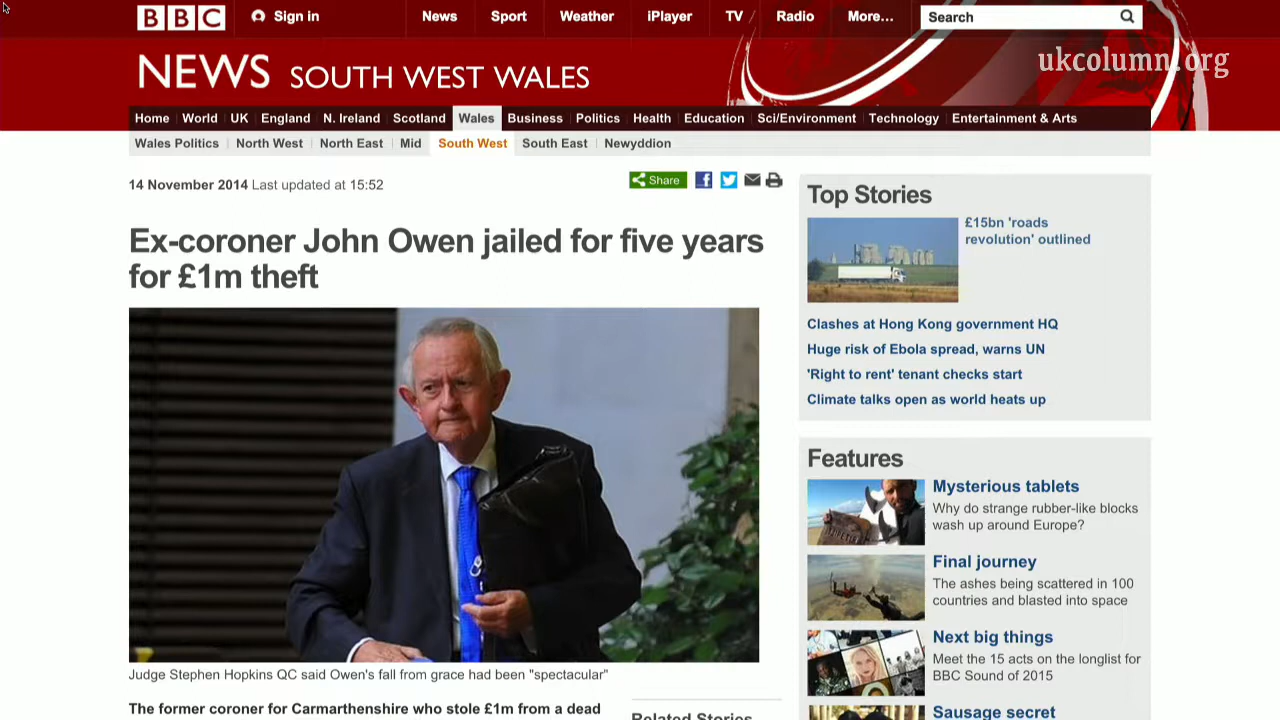 BBC Sign in News Sport Weather iPlayer TV Radio More... Search
NEWS SOUTH WEST WALES
ukcolumn.org
Home World UK England N. Ireland Scotland Wales Business Politics Health Education Sci/Environment Technology Entertainment & Arts
Wales Politics North West North East Mid South West South East Newyddion
14 November 2014 Last updated at 15:52
Share
Ex-coroner John Owen jailed for five years
for £1m theft
Judge Stephen Hopkins QC said Owen's fall from grace had been "spectacular"
The former coroner for Carmarthenshire who stole £1m from a dead
Related Stories
Top Stories
£15bn 'roads
revolution' outlined
Clashes at Hong Kong government HQ
Huge risk of Ebola spread, warns UN
'Right to rent' tenant checks start
Climate talks open as world heats up
Features
Mysterious tablets
Why do strange rubber-like blocks
wash up around Europe?
Final journey
The ashes being scattered in 100
countries and blasted into space
Next big things
Meet the 15 acts on the longlist for
BBC Sound of 2015
Sausage secret